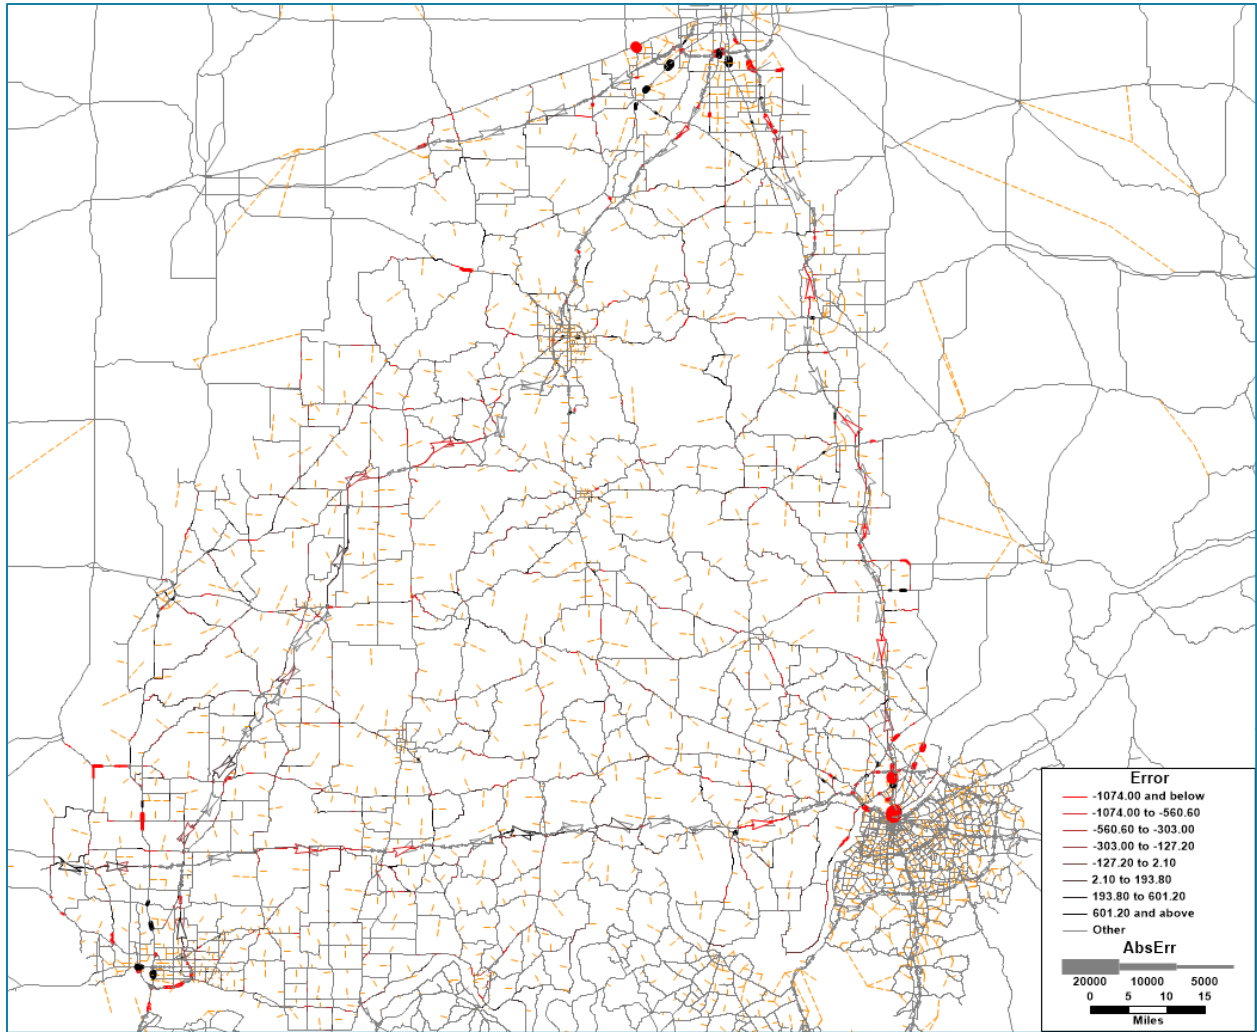 Error
-1074.00 and below
-1074.00 to -560.60
-560.60 to -303.00
-303.00 to -127.20
-127.20 to 2.10
2.10 to 193.80
193.80 to 601.20
601.20 and above
Other
AbsErr
20000 10000 5000
0 5 10 15
Miles